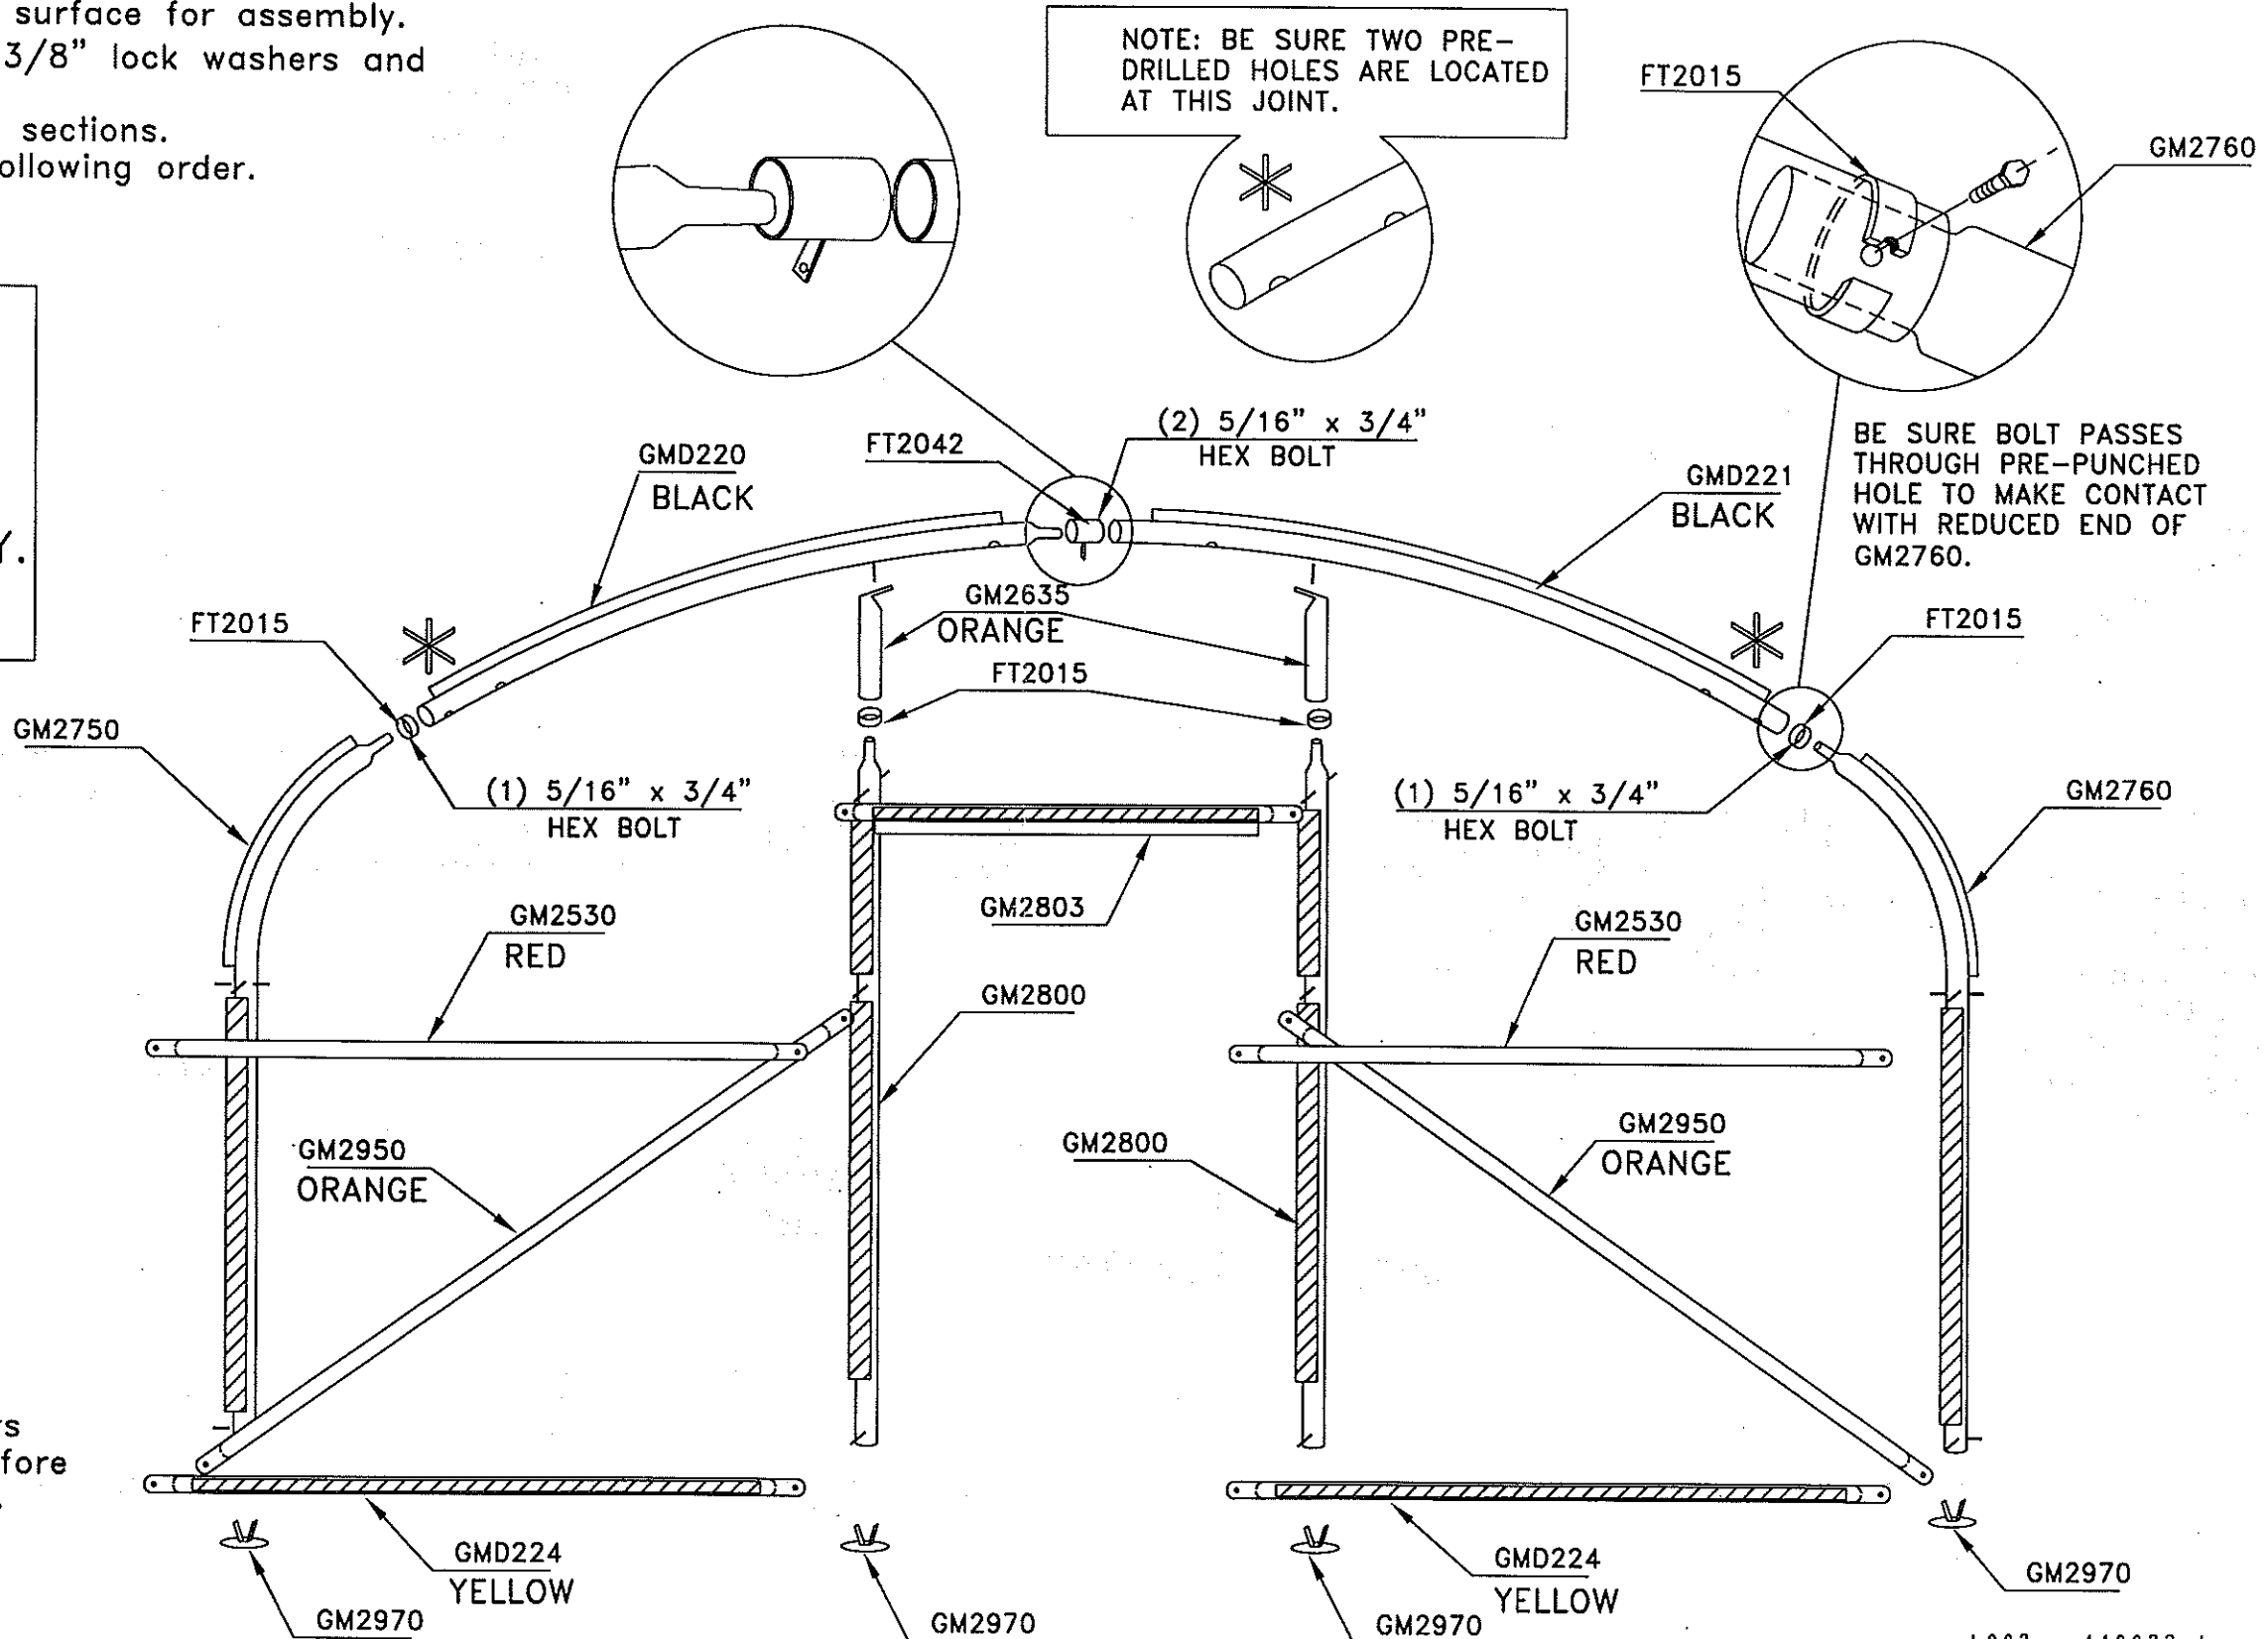 surface for assembly.
3/8" lock washers and
sections.
ollowing order.
Y.
NOTE: BE SURE TWO PRE-
DRILLED HOLES ARE LOCATED
AT THIS JOINT.
FT2015
GM2760
BE SURE BOLT PASSES
THROUGH PRE-PUNCHED
HOLE TO MAKE CONTACT
WITH REDUCED END OF
GM2760.
(2) 5/16" x 3/4"
HEX BOLT
FT2042
GMD220
BLACK
GMD221
BLACK
GM2635
ORANGE
FT2015
FT2015
FT2015
GM2750
(1) 5/16" x 3/4"
HEX BOLT
(1) 5/16" x 3/4"
HEX BOLT
GM2760
GM2803
GM2530
RED
GM2530
RED
GM2800
GM2950
ORANGE
GM2800
GM2950
ORANGE
rs
fore
GMD224
YELLOW
GMD224
YELLOW
GM2970
GM2970
GM2970
GM2970